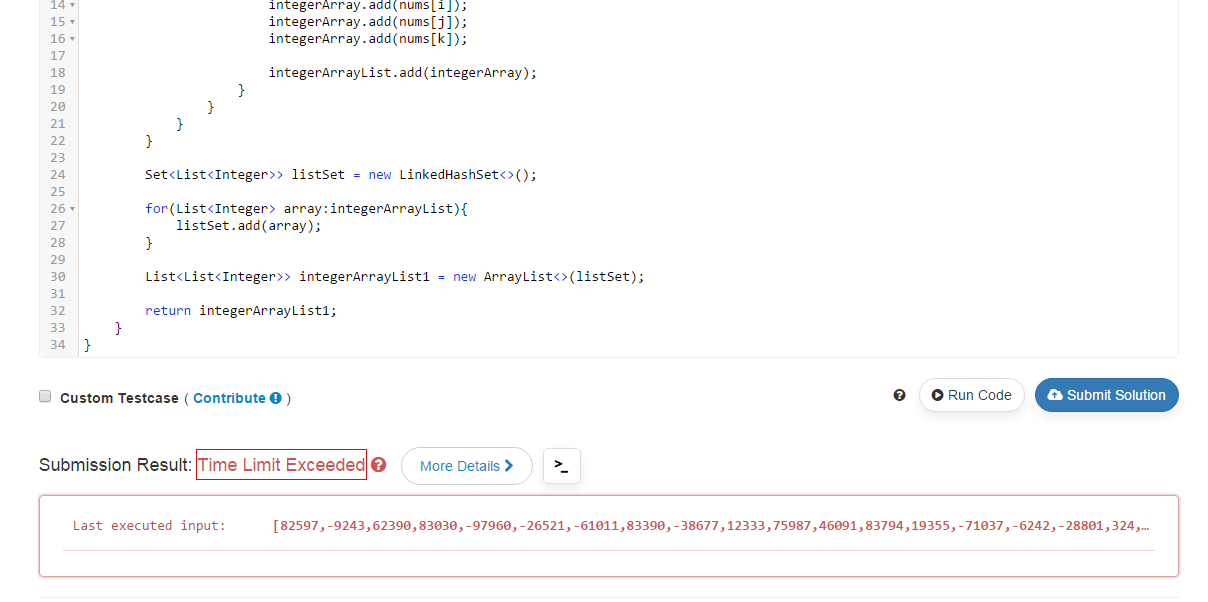 14 integerArray.add(nums[i]);
15 integerArray.add(nums[j]);
16 integerArray.add(nums[k]);
17
18 integerArrayList.add(integerArray);
19 }
20 }
21 }
22 }
23
24 Set<List<Integer>> listSet = new LinkedHashSet<>();
25
26 for(List<Integer> array:integerArrayList){
27 listSet.add(array);
28 }
29
30 List<List<Integer>> integerArrayList1 = new ArrayList<>(listSet);
31
32 return integerArrayList1;
33 }
34 }
Custom Testcase ( Contribute ) Run Code Submit Solution
Submission Result: Time Limit Exceeded More Details >_
Last executed input: [82597,-9243,62390,83030,-97960,-26521,-61011,83390,-38677,12333,75987,46091,83794,19355,-71037,-6242,-28801,324,…